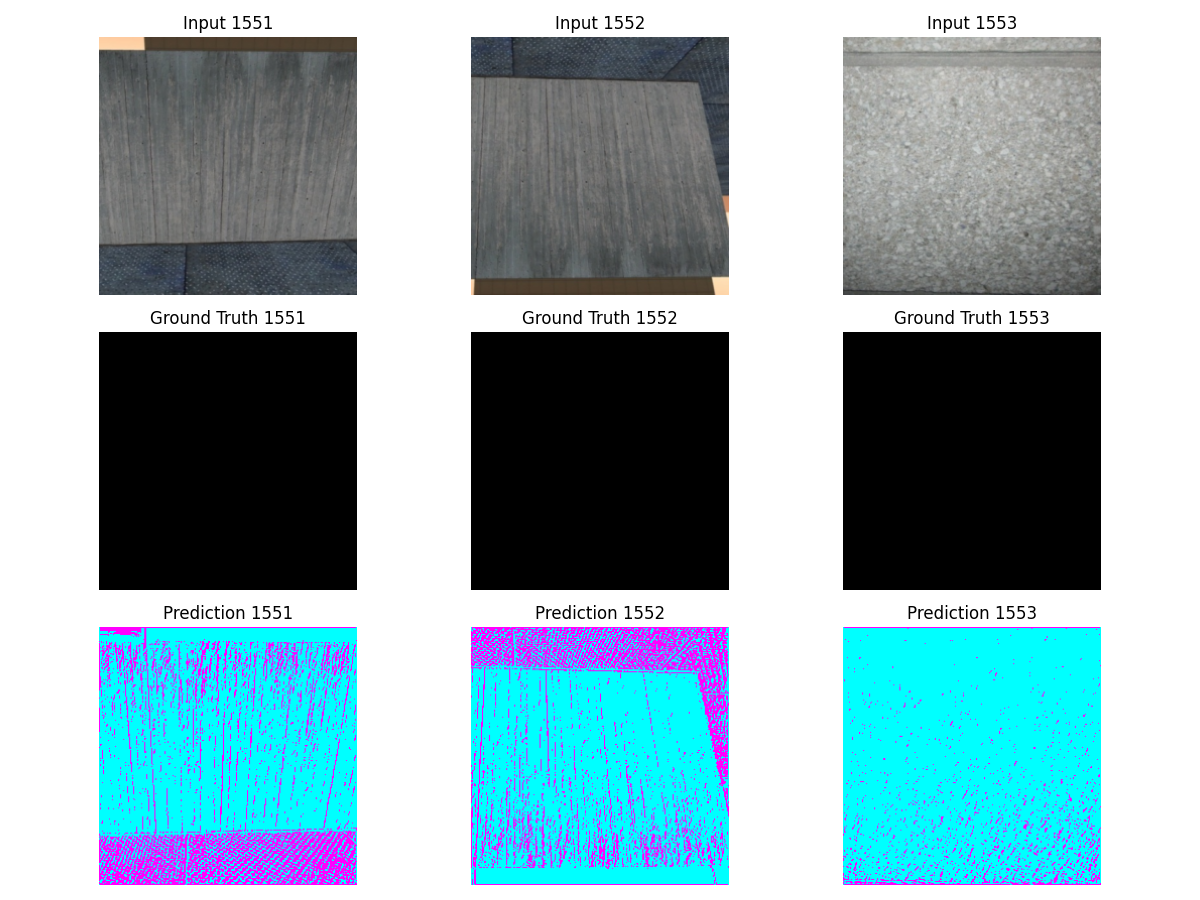 Input 1551
Input 1552
Input 1553
Ground Truth 1551
Ground Truth 1552
Ground Truth 1553
Prediction 1551
Prediction 1552
Prediction 1553